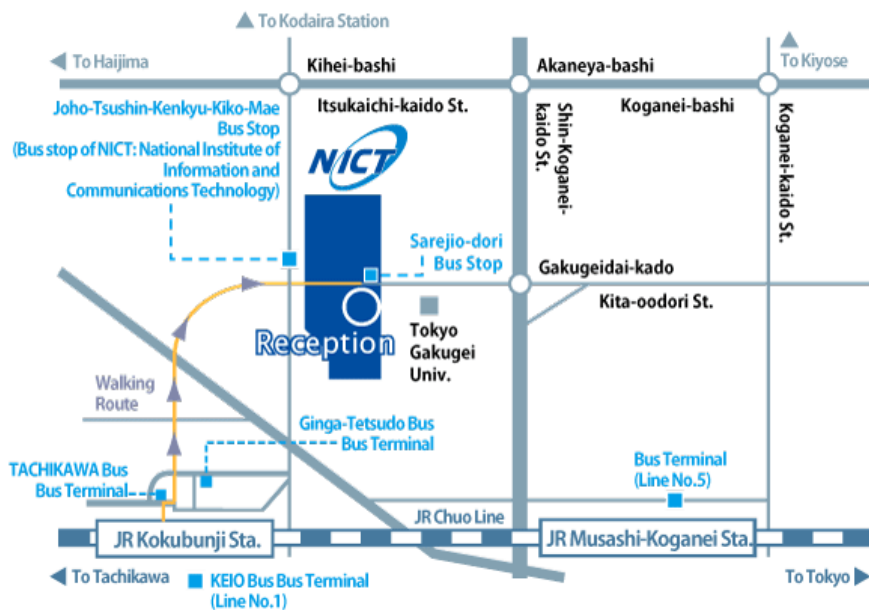 To Kodaira Station
To Haijima
Kihei-bashi
Akaneya-bashi
To Kiyose
Joho-Tsushin-Kenkyu-Kiko-Mae
Bus Stop
(Bus stop of NICT: National Institute of
Information and
Communications Technology)
Itsukaichi-kaido St.
Koganei-bashi
Shin-Koganei-
kaido St.
Koganei-kaido St.
NICT
Sarejio-dori
Bus Stop
Gakugeidai-kado
Kita-oodori St.
Reception
Tokyo
Gakugei
Univ.
Walking
Route
Ginga-Tetsudo Bus
Bus Terminal
TACHIKAWA Bus
Bus Terminal
Bus Terminal
(Line No.5)
JR Chuo Line
JR Kokubunji Sta.
JR Musashi-Koganei Sta.
To Tachikawa
KEIO Bus Bus Terminal
(Line No.1)
To Tokyo